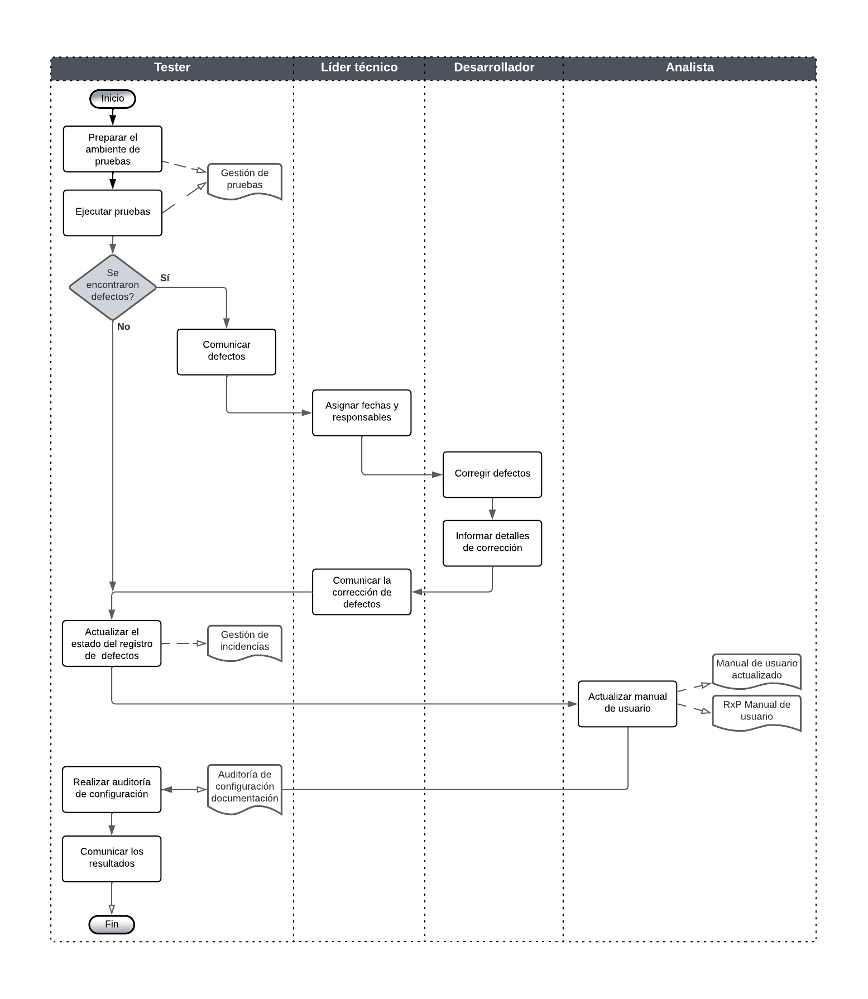 Tester
Líder técnico
Desarrollador
Analista
Inicio
Preparar el
ambiente de
pruebas
Gestión de
pruebas
Ejecutar pruebas
Se
encontraron
defectos?
Sí
No
Comunicar
defectos
Asignar fechas y
responsables
Corregir defectos
Informar detalles
de corrección
Comunicar la
corrección de
defectos
Actualizar el
estado del registro
de defectos
Gestión de
incidencias
Manual de usuario
actualizado
Actualizar manual
de usuario
RxP Manual de
usuario
Realizar auditoría
de configuración
Auditoría de
configuración
documentación
Comunicar los
resultados
Fin